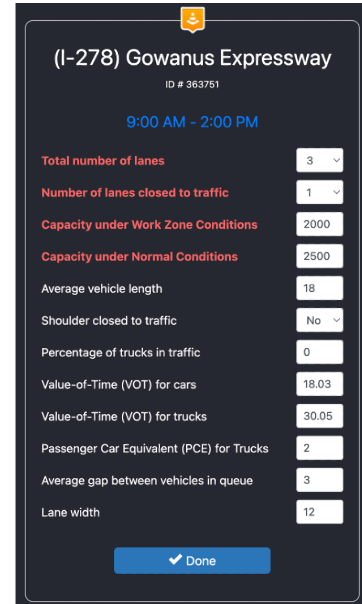 (I-278) Gowanus Expressway
ID # 363751
9:00 AM - 2:00 PM
Total number of lanes 3
Number of lanes closed to traffic 1
Capacity under Work Zone Conditions 2000
Capacity under Normal Conditions 2500
Average vehicle length 18
Shoulder closed to traffic No
Percentage of trucks in traffic 0
Value-of-Time (VOT) for cars 18.03
Value-of-Time (VOT) for trucks 30.05
Passenger Car Equivalent (PCE) for Trucks 2
Average gap between vehicles in queue 3
Lane width 12
Done